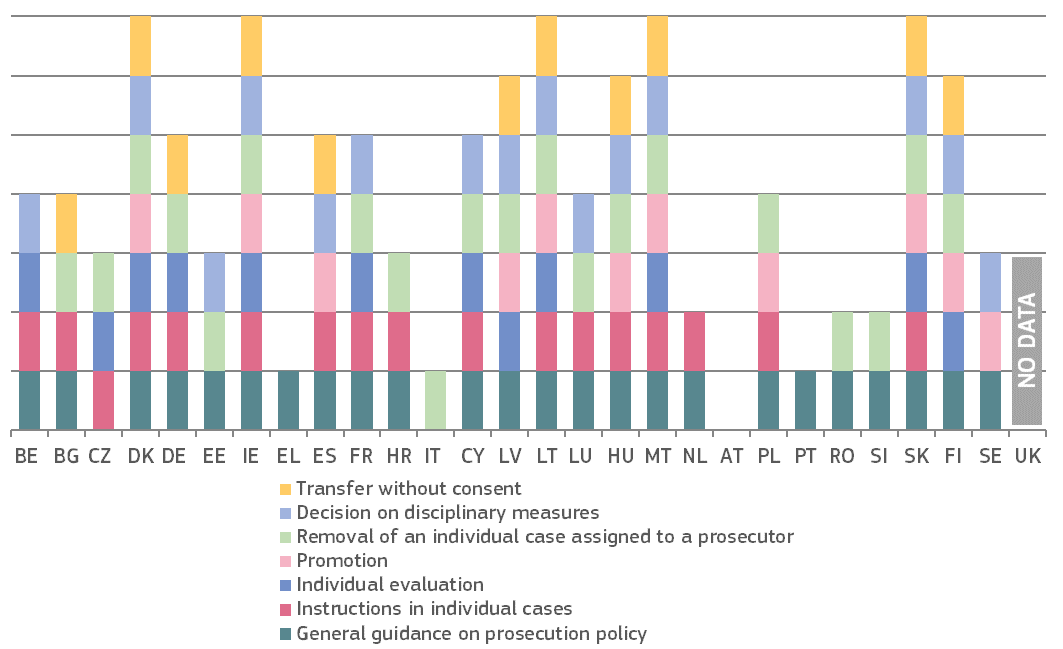 NO DATA
BE BG CZ DK DE EE IE EL ES FR HR IT CY LV LT LU HU MT NL AT PL PT RO SI SK FI SE UK
Transfer without consent
Decision on disciplinary measures
Removal of an individual case assigned to a prosecutor
Promotion
Individual evaluation
Instructions in individual cases
General guidance on prosecution policy